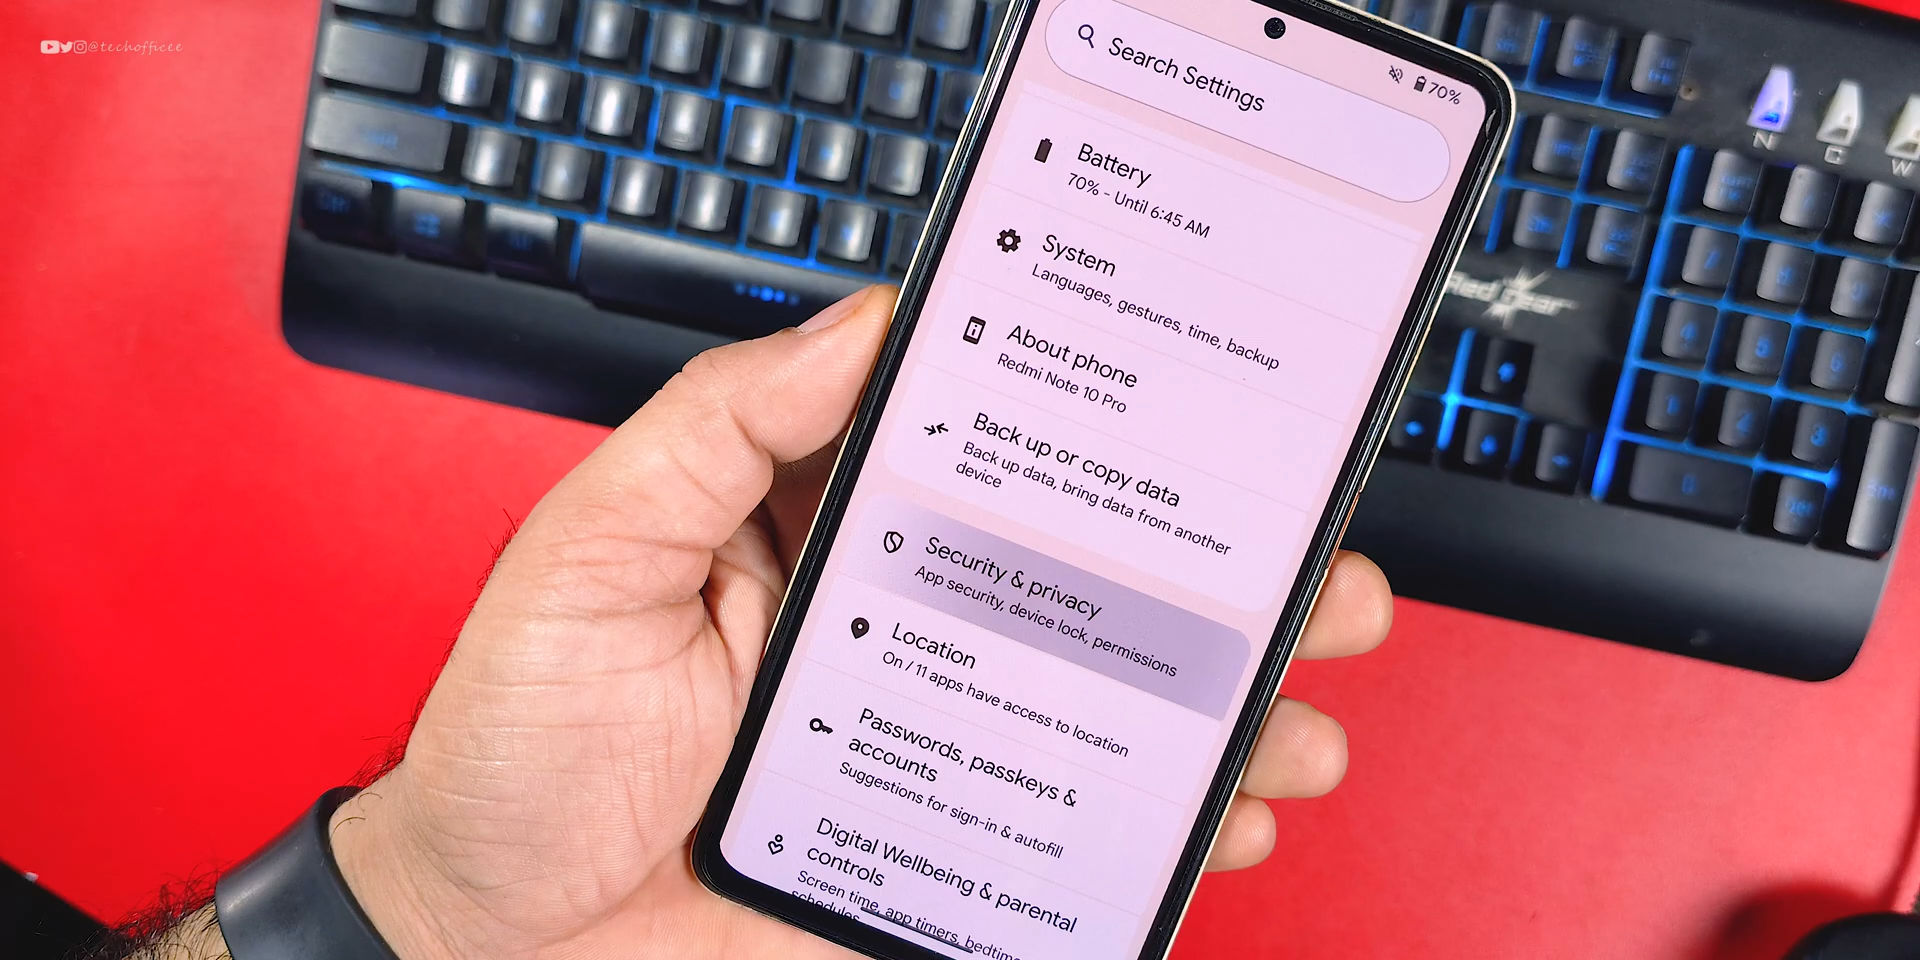 @techofficee
Search Settings
70%
Battery
70% - Until 6:45 AM
System
Languages, gestures, time, backup
About phone
Redmi Note 10 Pro
Back up or copy data
Back up data, bring data from another
device
Security & privacy
App security, device lock, permissions
Location
On / 11 apps have access to location
Passwords, passkeys &
accounts
Suggestions for sign-in & autofill
Digital Wellbeing & parental
controls
Screen time, app timers, bedtime
schedules
N
C
W
Red Gear